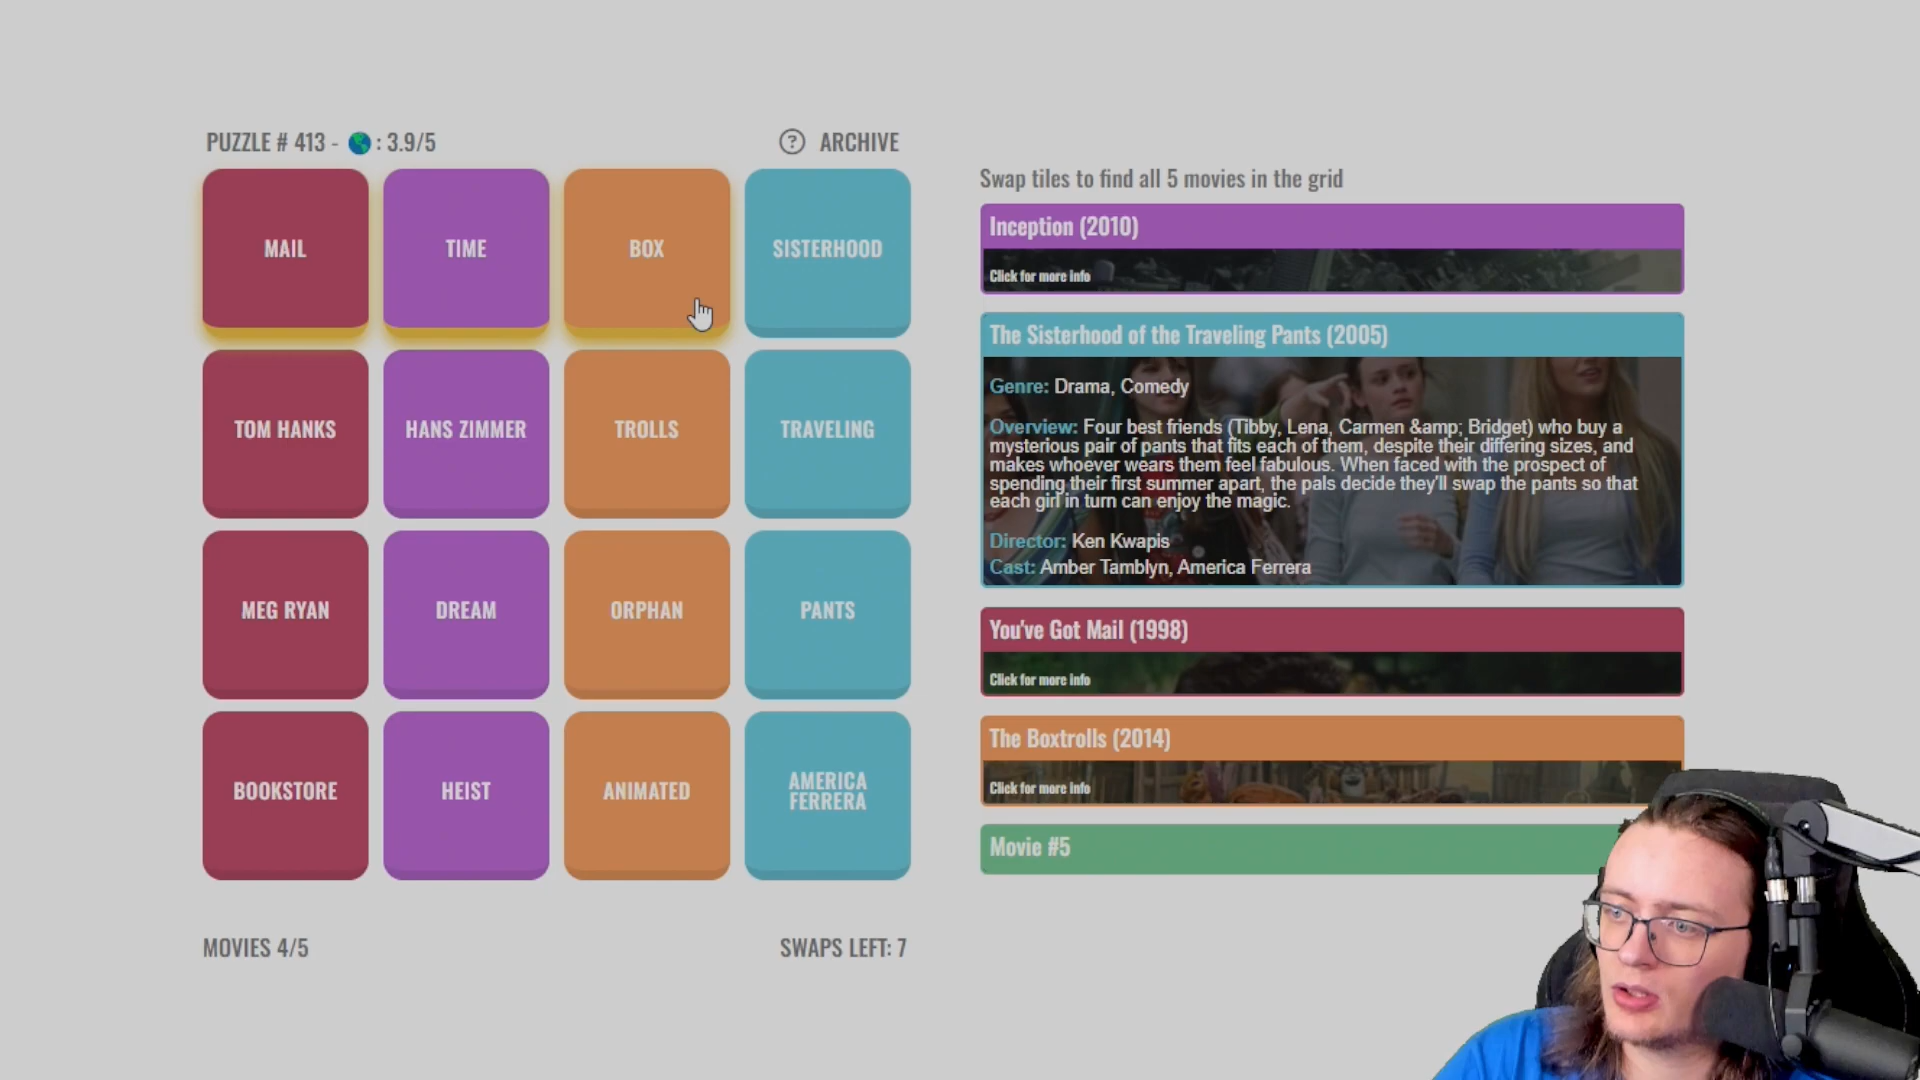 PUZZLE # 413 - : 3.9/5
ARCHIVE
MAIL
TIME
BOX
SISTERHOOD
TOM HANKS
HANS ZIMMER
TROLLS
TRAVELING
MEG RYAN
DREAM
ORPHAN
PANTS
BOOKSTORE
HEIST
ANIMATED
AMERICA
FERRERA
MOVIES 4/5
SWAPS LEFT: 7
Swap tiles to find all 5 movies in the grid
Inception (2010)
Click for more info
The Sisterhood of the Traveling Pants (2005)
Genre: Drama, Comedy
Overview: Four best friends (Tibby, Lena, Carmen &amp; Bridget) who buy a
mysterious pair of pants that fits each of them, despite their differing sizes, and
makes whoever wears them feel fabulous. When faced with the prospect of
spending their first summer apart, the pals decide they'll swap the pants so that
each girl in turn can enjoy the magic.
Director: Ken Kwapis
Cast: Amber Tamblyn, America Ferrera
You've Got Mail (1998)
Click for more info
The Boxtrolls (2014)
Click for more info
Movie #5